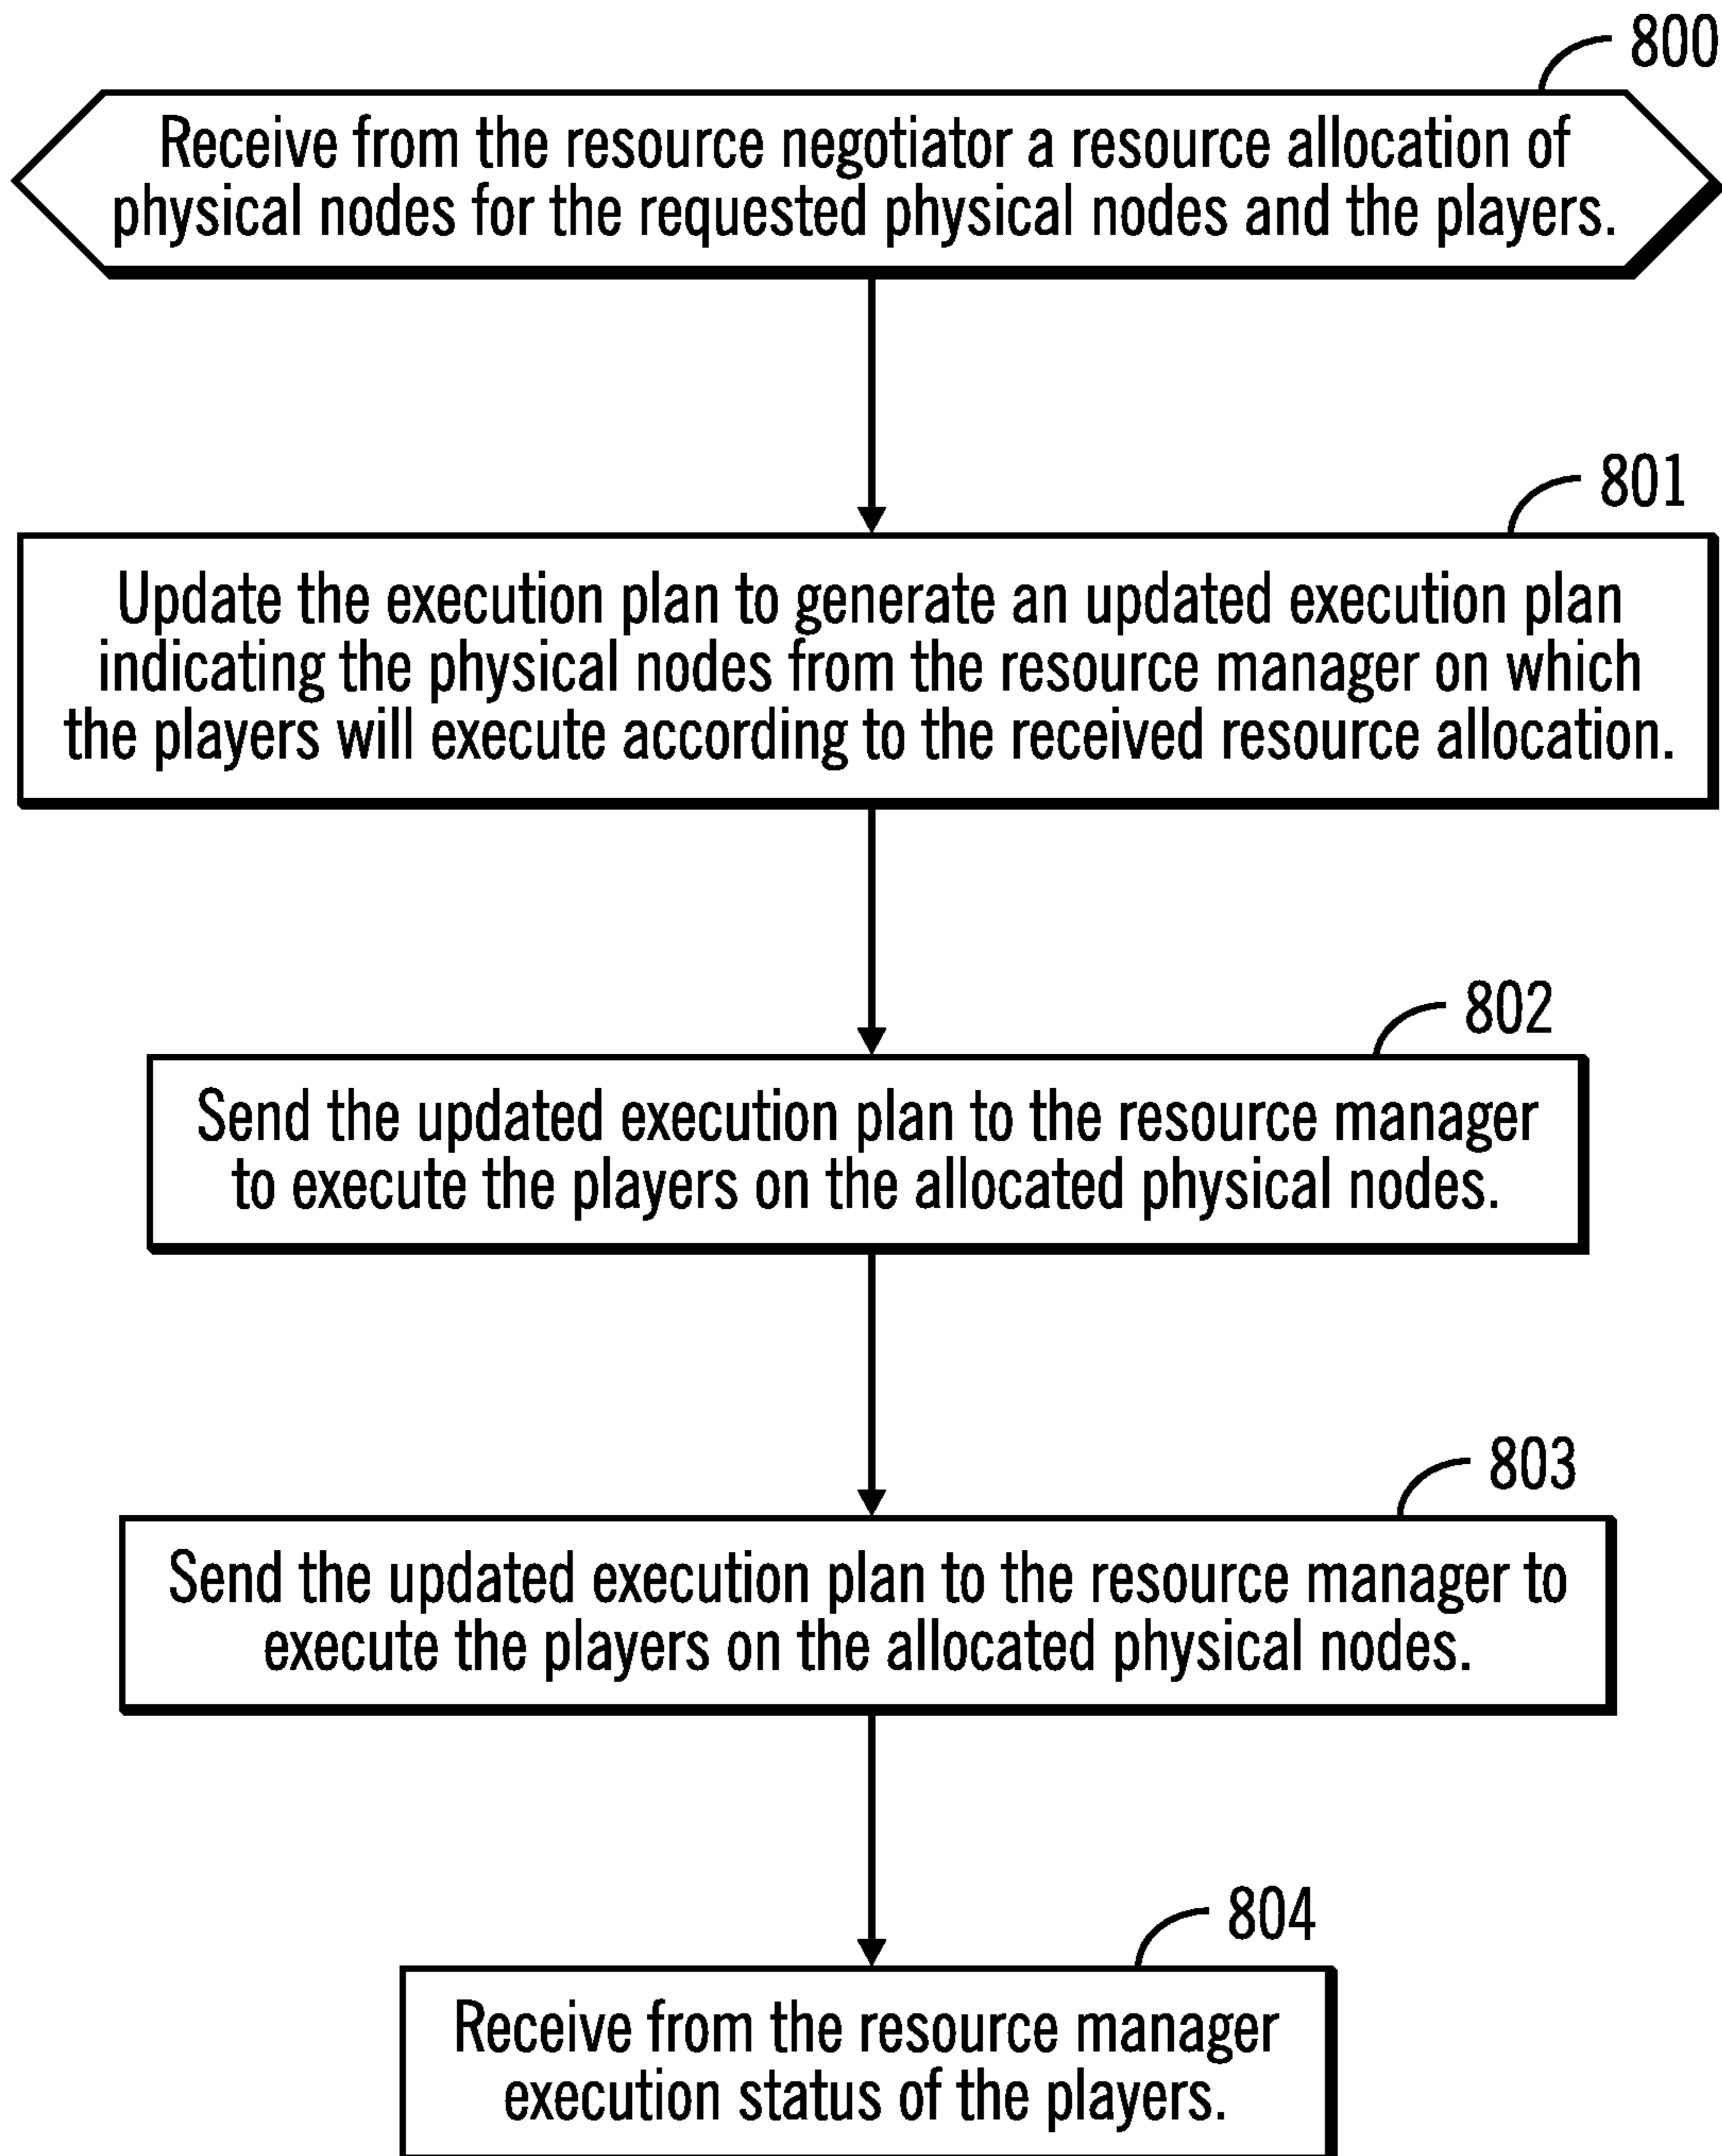 800
Receive from the resource negotiator a resource allocation of
physical nodes for the requested physical nodes and the players.
801
Update the execution plan to generate an updated execution plan
indicating the physical nodes from the resource manager on which
the players will execute according to the received resource allocation.
802
Send the updated execution plan to the resource manager
to execute the players on the allocated physical nodes.
803
Send the updated execution plan to the resource manager to
execute the players on the allocated physical nodes.
804
Receive from the resource manager
execution status of the players.